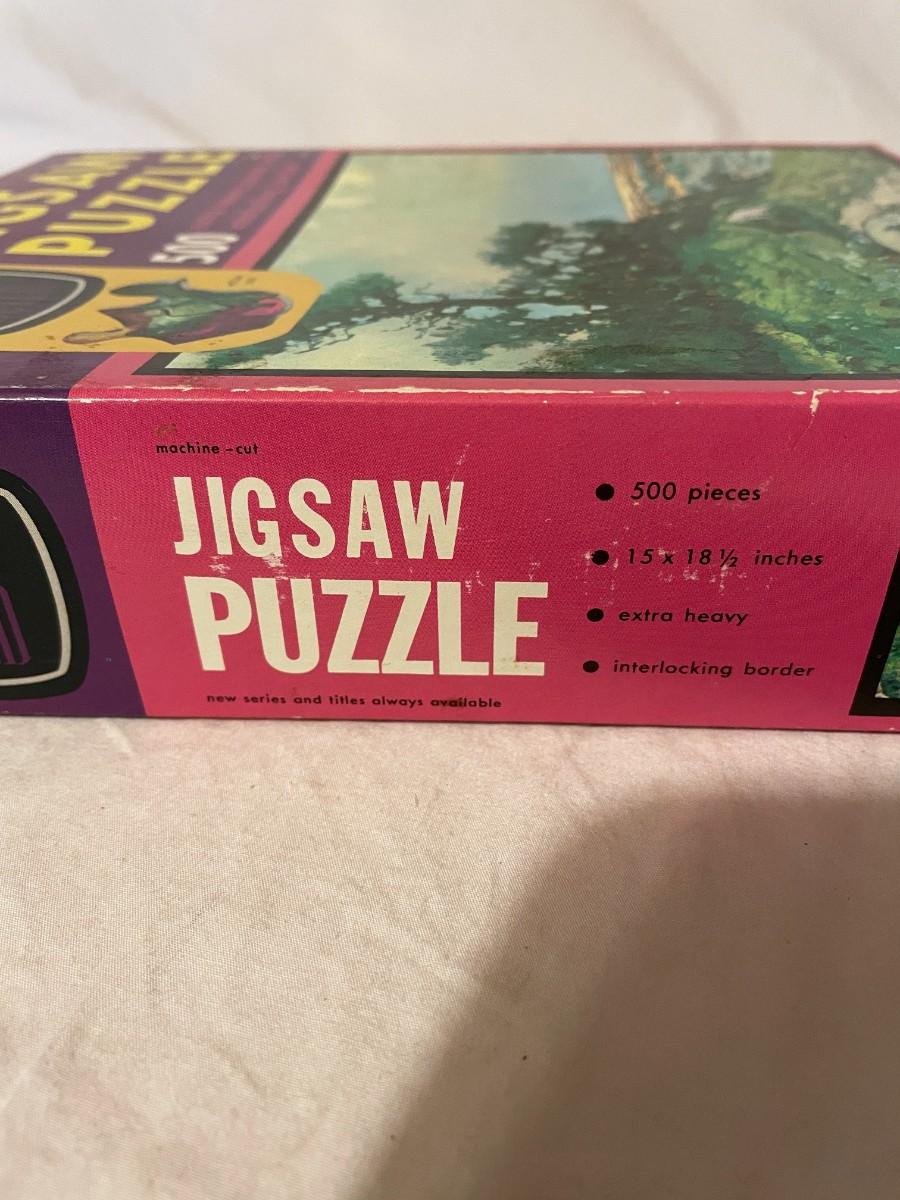 JIGSAW
PUZZLE
500
machine-cut
JIGSAW
PUZZLE
new series and titles always available
● 500 pieces
● 15 x 18 ½ inches
● extra heavy
● interlocking border